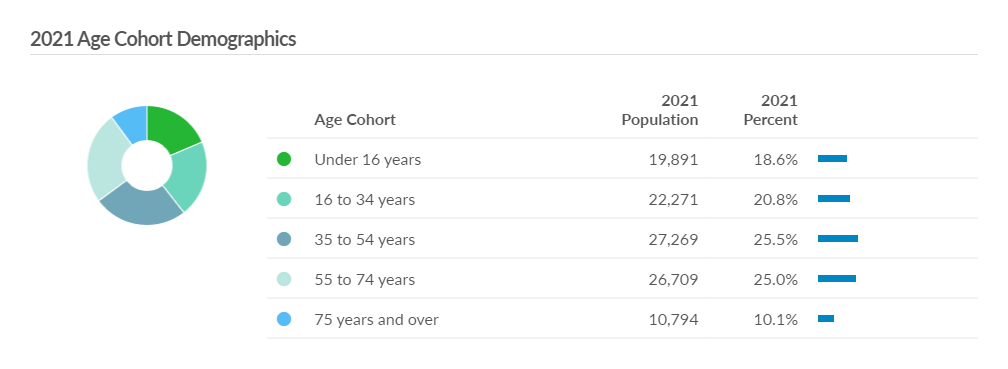 2021 Age Cohort Demographics
Age Cohort 2021 Population 2021 Percent
Under 16 years 19,891 18.6%
16 to 34 years 22,271 20.8%
35 to 54 years 27,269 25.5%
55 to 74 years 26,709 25.0%
75 years and over 10,794 10.1%